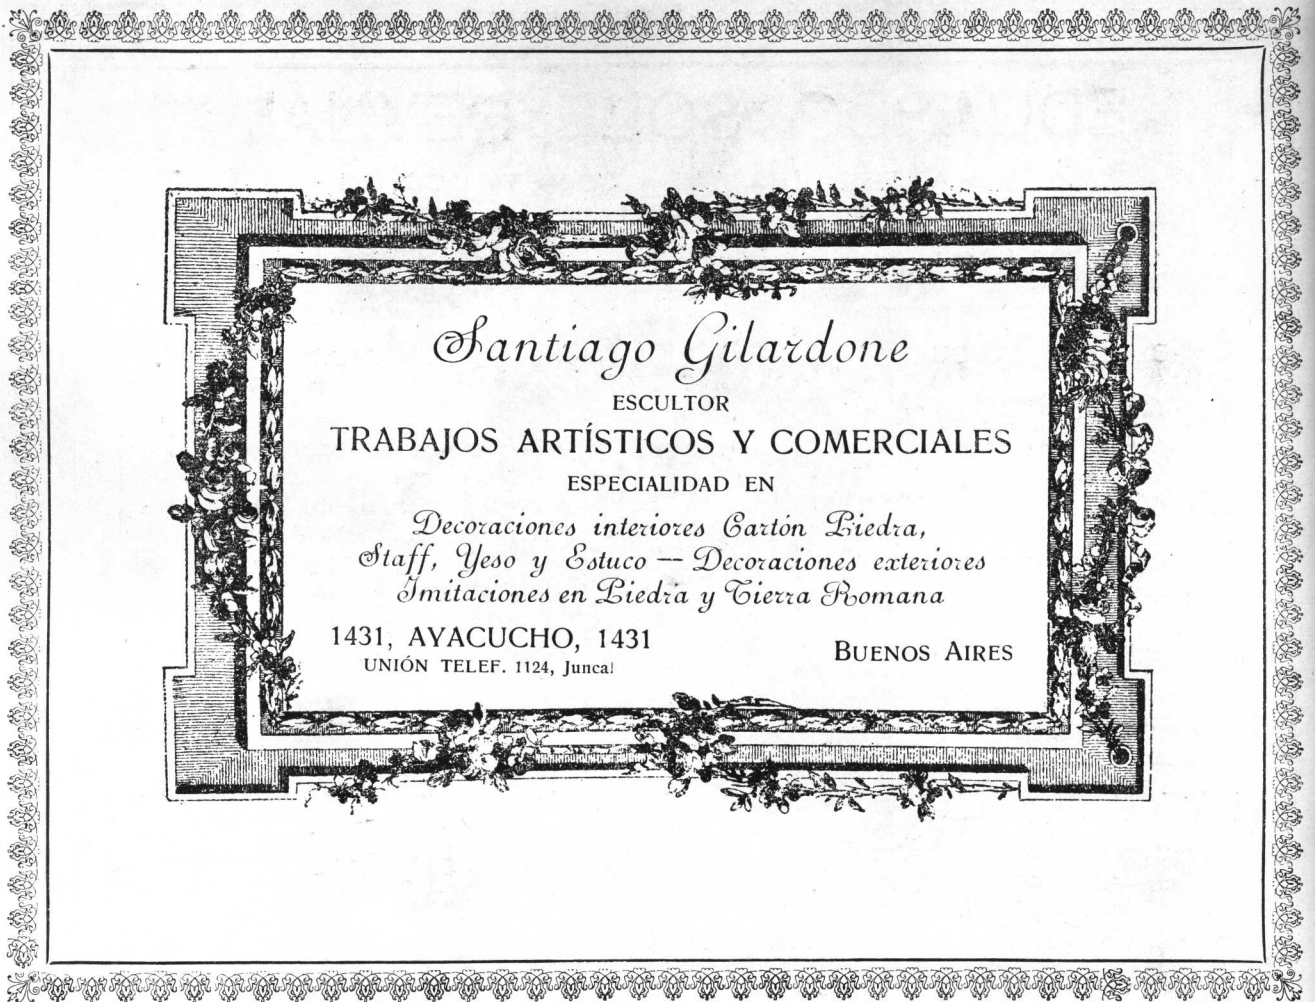 Santiago Gilardone
ESCULTOR
TRABAJOS ARTÍSTICOS Y COMERCIALES
ESPECIALIDAD EN
Decoraciones interiores Cartón Piedra,
Staff, Yeso y Estuco — Decoraciones exteriores
Imitaciones en Piedra y Tierra Romana
1431, AYACUCHO, 1431
UNIÓN TELEF. 1124, Juncal
BUENOS AIRES